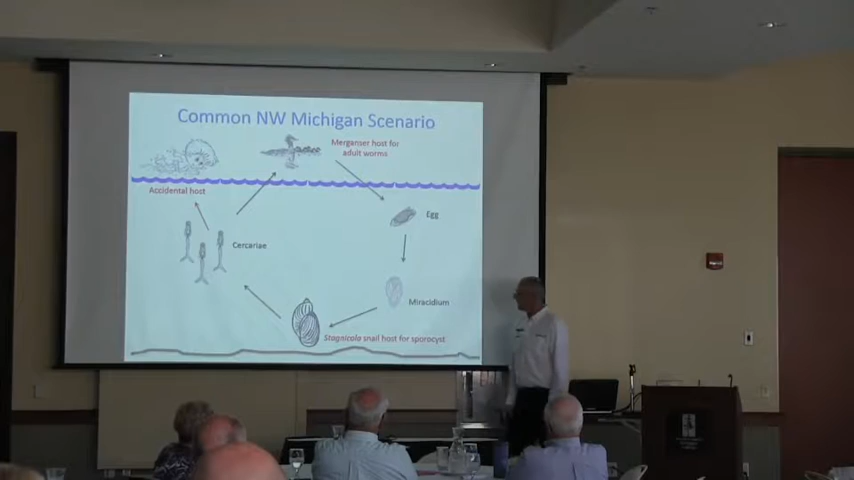 Common NW Michigan Scenario
Merganser host for
adult worms
Accidental host
Egg
Cercariae
Miracidium
Stagnicola snail host for sporocyst